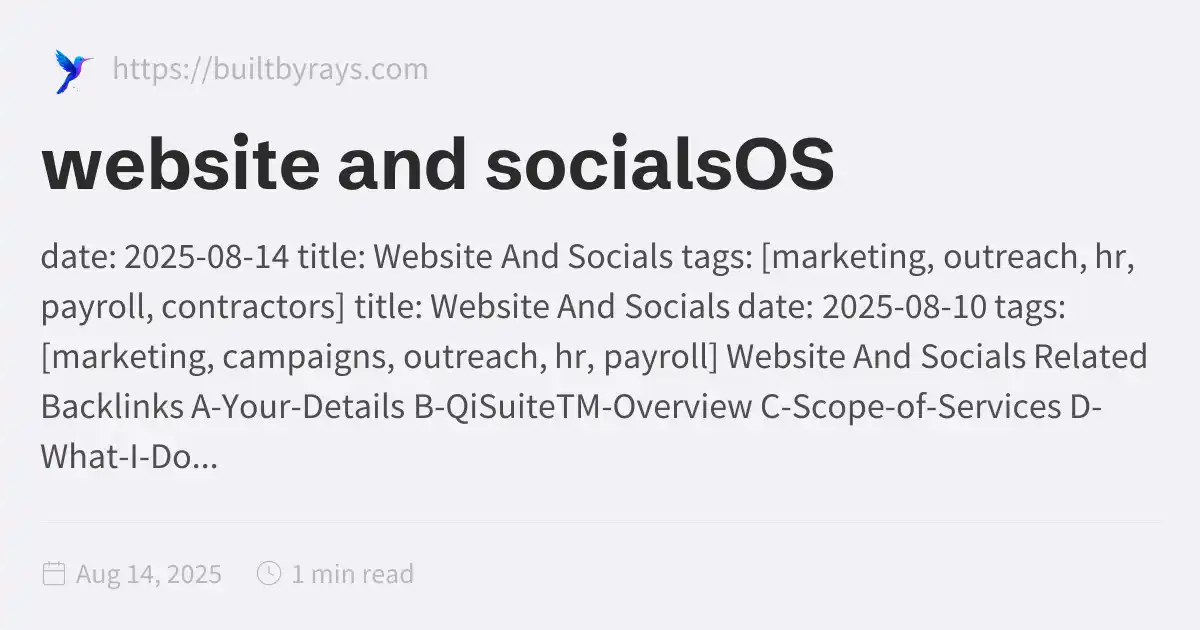 https://builtbyrays.com
website and socialsOS
date: 2025-08-14 title: Website And Socials tags: [marketing, outreach, hr,
payroll, contractors] title: Website And Socials date: 2025-08-10 tags:
[marketing, campaigns, outreach, hr, payroll] Website And Socials Related
Backlinks A-Your-Details B-QiSuiteTM-Overview C-Scope-of-Services D-
What-I-Do...
Aug 14, 2025 1 min read